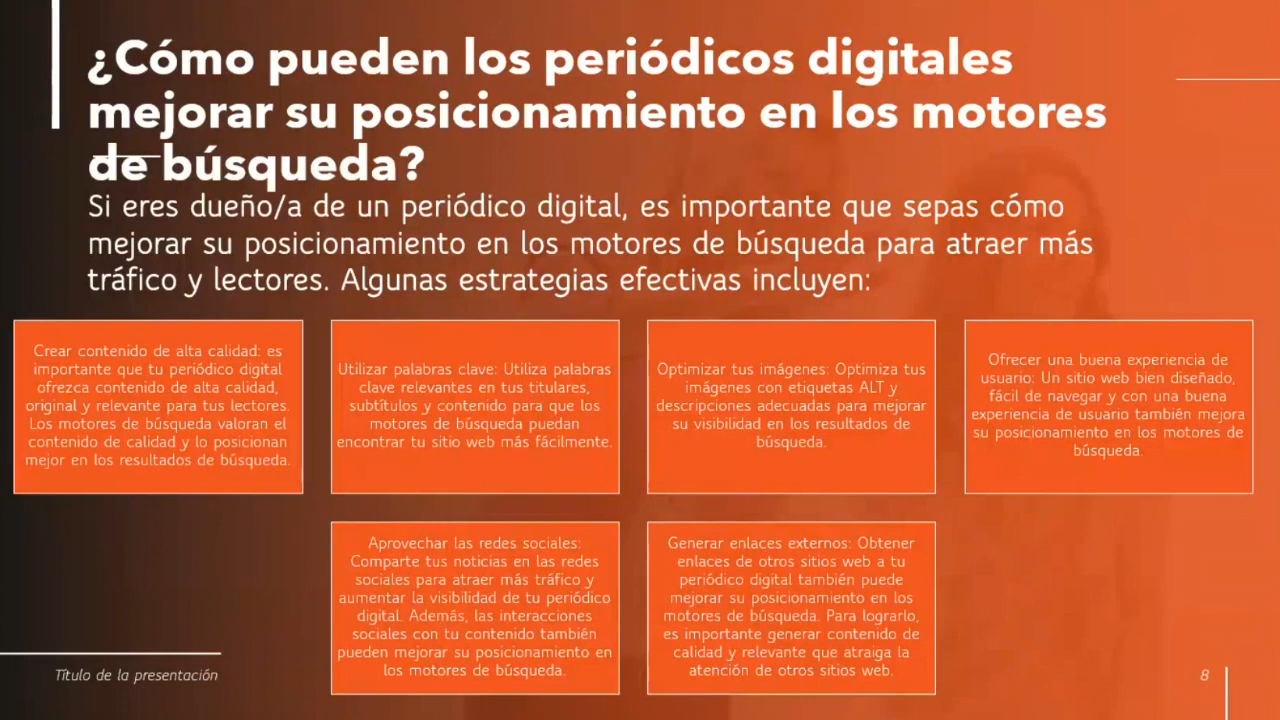 ¿Cómo pueden los periódicos digitales
mejorar su posicionamiento en los motores
de búsqueda?
Si eres dueño/a de un periódico digital, es importante que sepas cómo
mejorar su posicionamiento en los motores de búsqueda para atraer más
tráfico y lectores. Algunas estrategias efectivas incluyen:
Crear contenido de alta calidad: es
importante que tu periódico digital
ofrezca contenido de alta calidad,
original y relevante para tus lectores.
Los motores de búsqueda valoran el
contenido de calidad y lo posicionan
mejor en los resultados de búsqueda.
Utilizar palabras clave: Utiliza palabras
clave relevantes en tus titulares,
subtítulos y contenido para que los
motores de búsqueda puedan
encontrar tu sitio web más fácilmente.
Optimizar tus imágenes: Optimiza tus
imágenes con etiquetas ALT y
descripciones adecuadas para mejorar
su visibilidad en los resultados de
búsqueda.
Ofrecer una buena experiencia de
usuario: Un sitio web bien diseñado,
fácil de navegar y con una buena
experiencia de usuario también mejora
su posicionamiento en los motores de
búsqueda.
Aprovechar las redes sociales:
Comparte tus noticias en las redes
sociales para atraer más tráfico y
aumentar la visibilidad de tu periódico
digital. Además, las interacciones
sociales con tu contenido también
pueden mejorar su posicionamiento en
los motores de búsqueda.
Generar enlaces externos: Obtener
enlaces de otros sitios web a tu
periódico digital también puede
mejorar su posicionamiento en los
motores de búsqueda. Para lograrlo,
es importante generar contenido de
calidad y relevante que atraiga la
atención de otros sitios web.
Título de la presentación
8